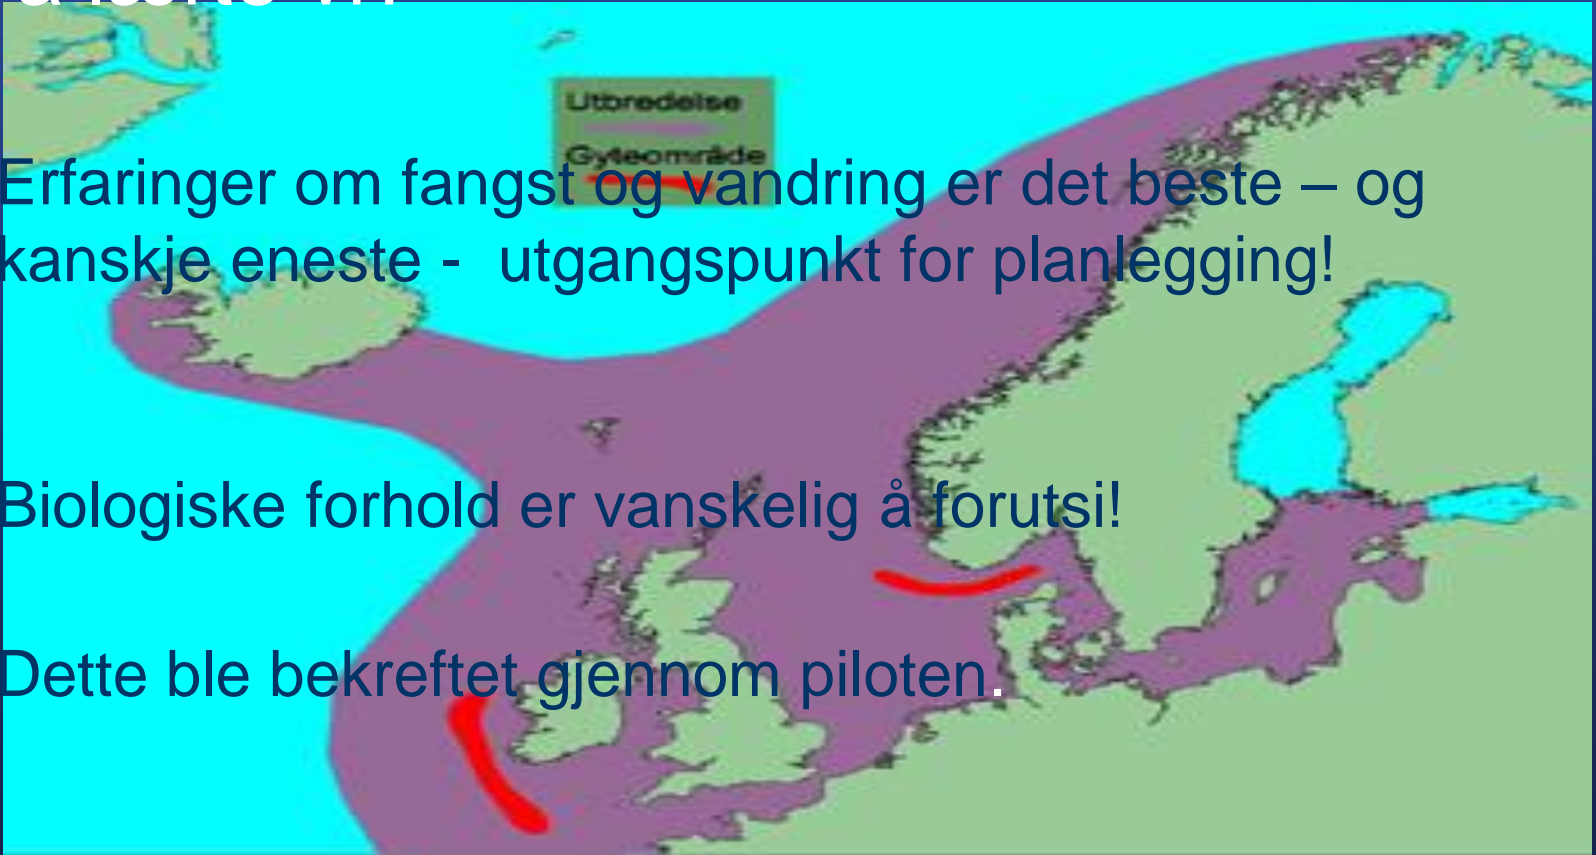 Utbredelse
Gyteområde
Erfaringer om fangst og vandring er det beste – og
kanskje eneste - utgangspunkt for planlegging!
Biologiske forhold er vanskelig å forutsi!
Dette ble bekreftet gjennom piloten.